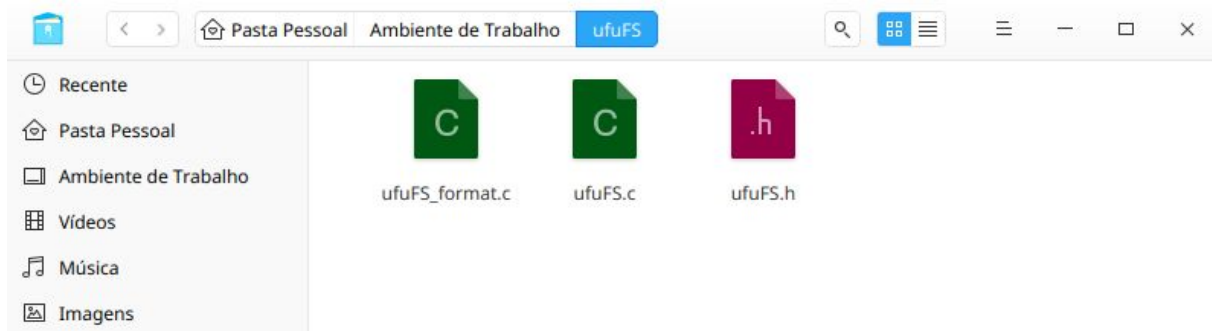 Pasta Pessoal Ambiente de Trabalho ufuFS
Recente
Pasta Pessoal
Ambiente de Trabalho
Vídeos
Música
Imagens
C C .h
ufuFS_format.c ufuFS.c ufuFS.h